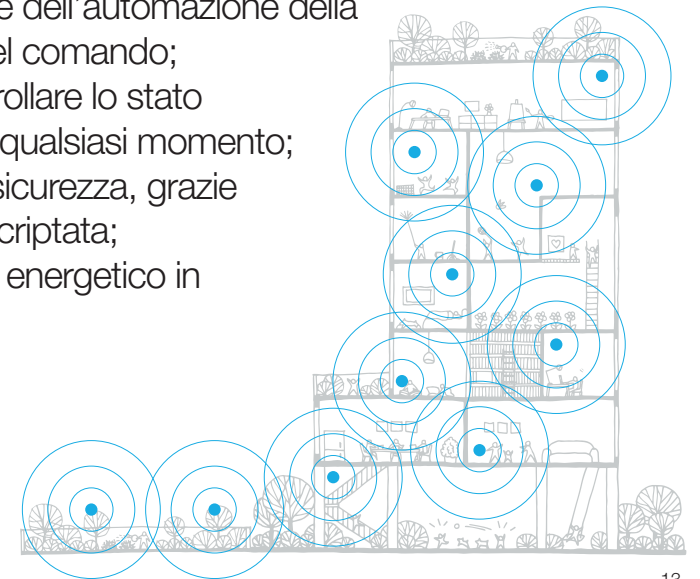 e dell'automazione della
el comando;
rollare lo stato
qualsiasi momento;
sicurezza, grazie
criptata;
energetico in